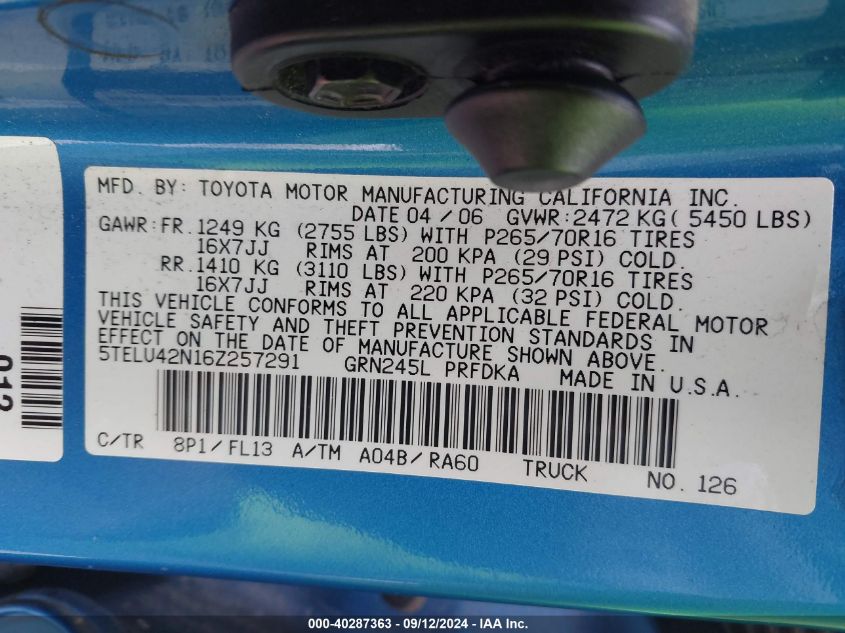 MFD. BY: TOYOTA MOTOR MANUFACTURING CALIFORNIA INC.
DATE 04 / 06 GVWR: 2472 KG ( 5450 LBS)
GAWR: FR. 1249 KG (2755 LBS) WITH P265/70R16 TIRES
16X7JJ RIMS AT 200 KPA (29 PSI) COLD
RR. 1410 KG (3110 LBS) WITH P265/70R16 TIRES
16X7JJ RIMS AT 220 KPA (32 PSI) COLD
THIS VEHICLE CONFORMS TO ALL APPLICABLE FEDERAL MOTOR
VEHICLE SAFETY AND THEFT PREVENTION STANDARDS IN
EFFECT ON THE DATE OF MANUFACTURE SHOWN ABOVE.
5TELU42N16Z257291 GRN245L PRFDKA MADE IN U.S.A.
C/TR 8P1/FL13 A/TM A04B/RA60 TRUCK NO. 126
000-40287363 - 09/12/2024 - IAA Inc.